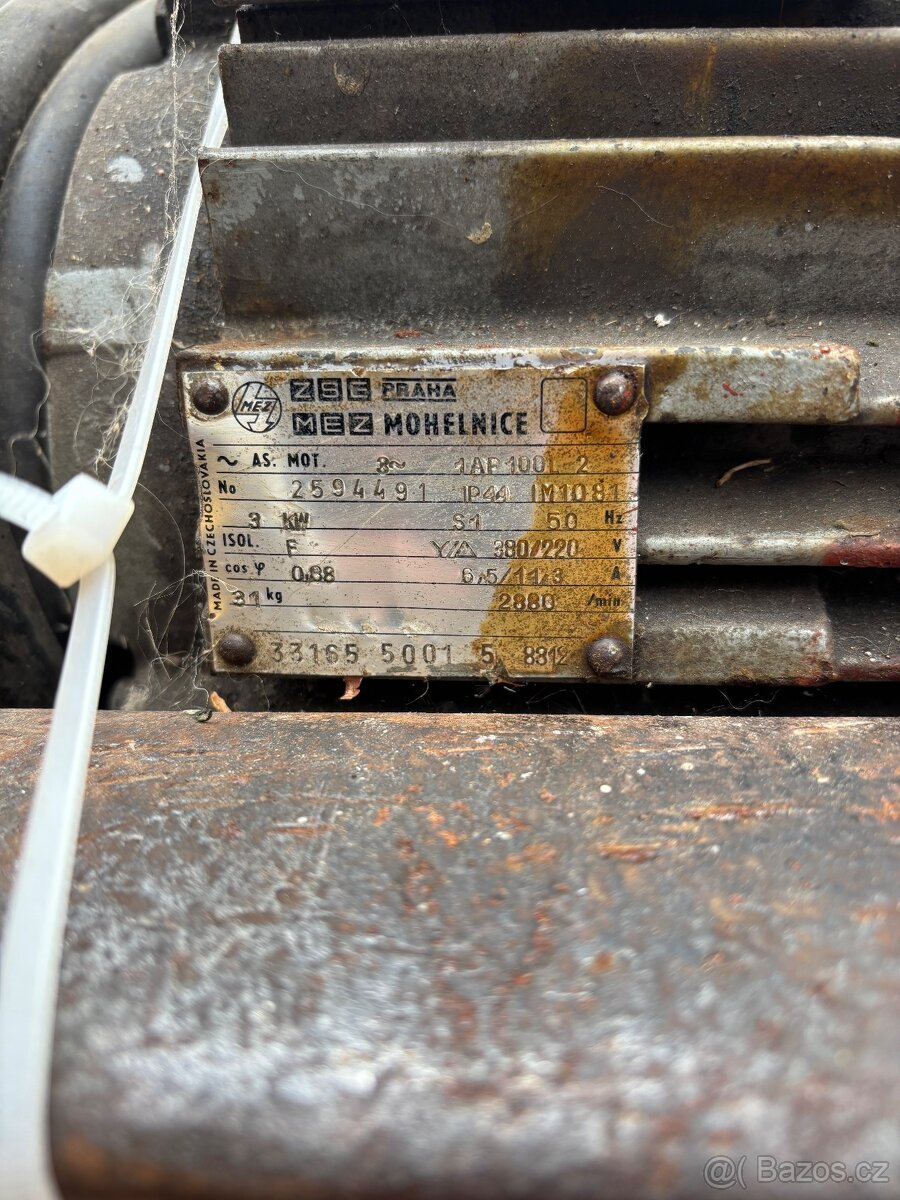 MEZ
ZSE PRAHA
MEZ MOHELNICE
MADE IN CZECHOSLOVAKIA
~ AS. MOT. 3~ 1AP 100L-2
No 2594491 IP44 IM1081
3 kW S1 50 Hz
ISOL. F Y/Δ 380/220 V
cos φ 0,88 6,5/11,3 A
31 kg 2880 /min
33165 5001 5 8312
@( Bazos.cz